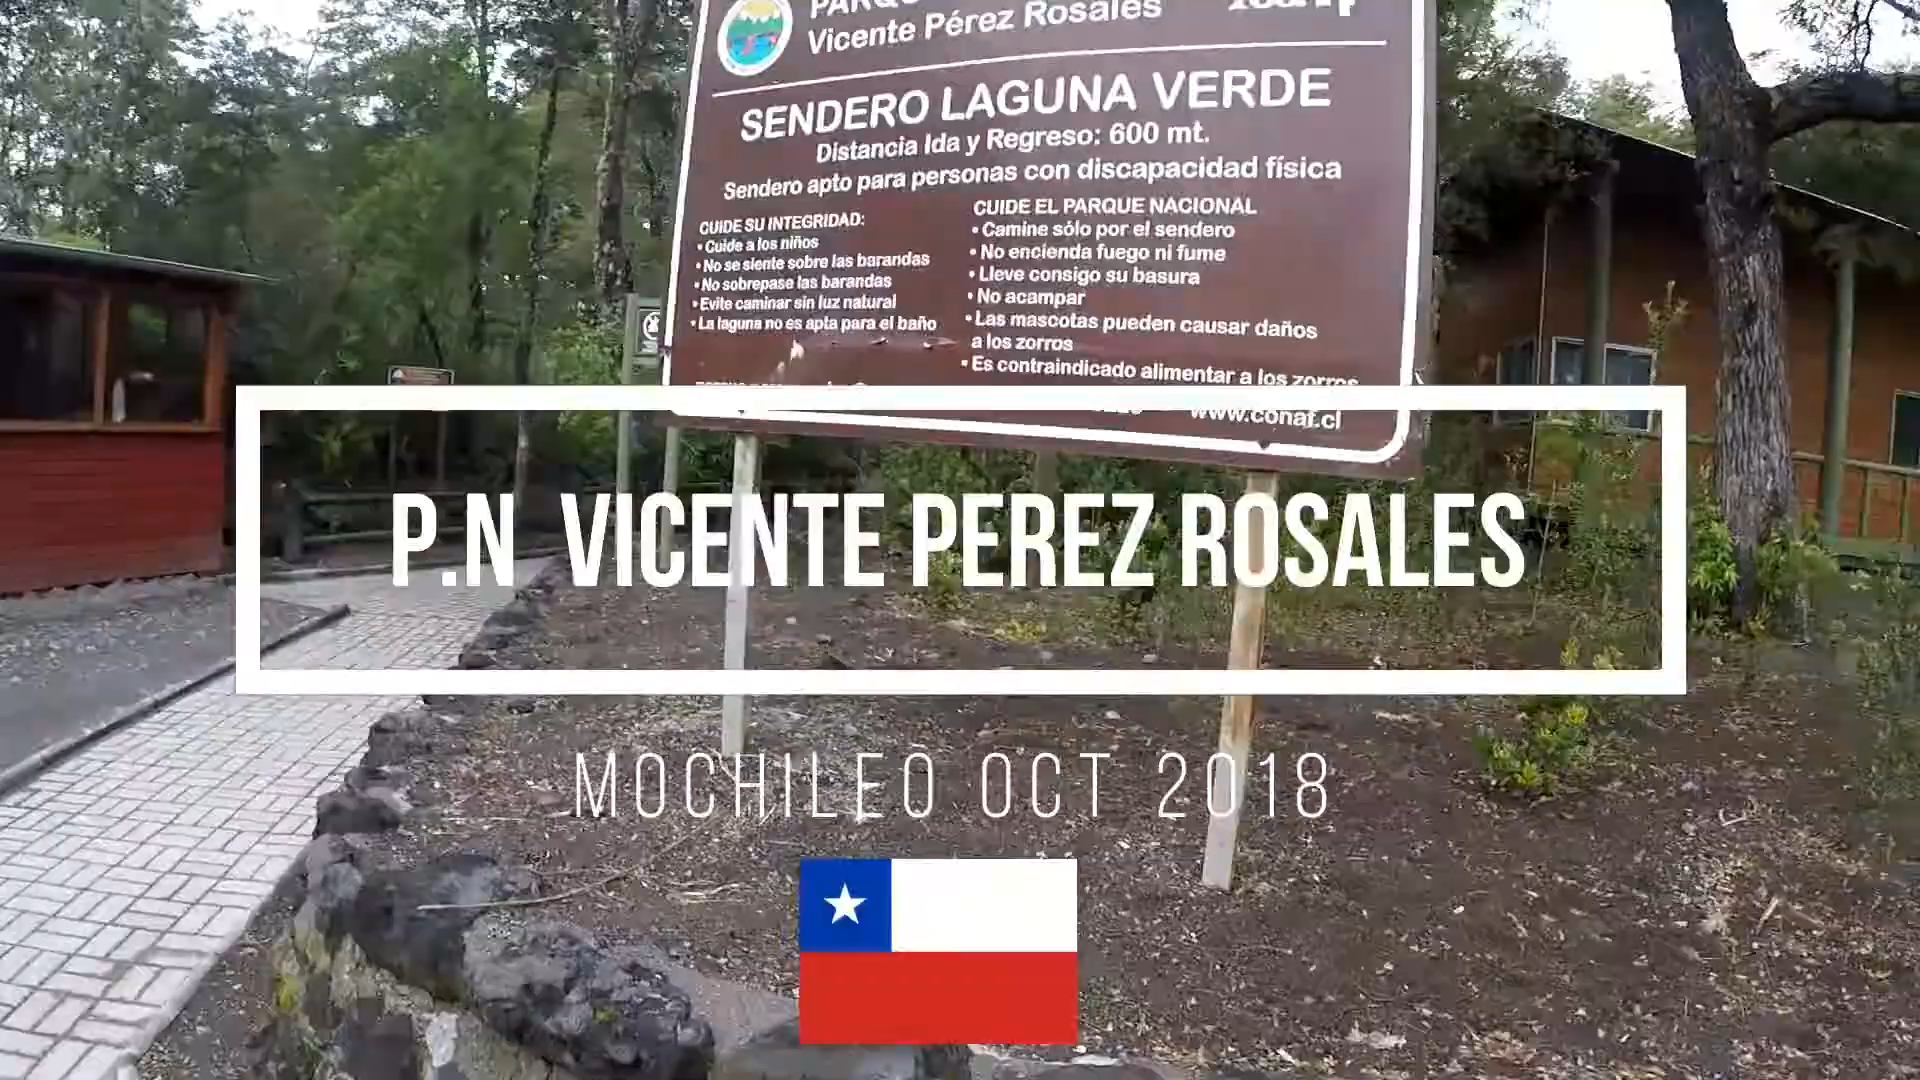 Vicente Pérez Rosales
SENDERO LAGUNA VERDE
Distancia Ida y Regreso: 600 mt.
Sendero apto para personas con discapacidad física
CUIDE SU INTEGRIDAD:
• Cuide a los niños
• No se siente sobre las barandas
• No sobrepase las barandas
• Evite caminar sin luz natural
• La laguna no es apta para el baño
CUIDE EL PARQUE NACIONAL
• Camine sólo por el sendero
• No encienda fuego ni fume
• Lleve consigo su basura
• No acampar
• Las mascotas pueden causar daños
a los zorros
• Es contraindicado alimentar a los zorros
www.conaf.cl
P.N VICENTE PEREZ ROSALES
MOCHILEO OCT 2018